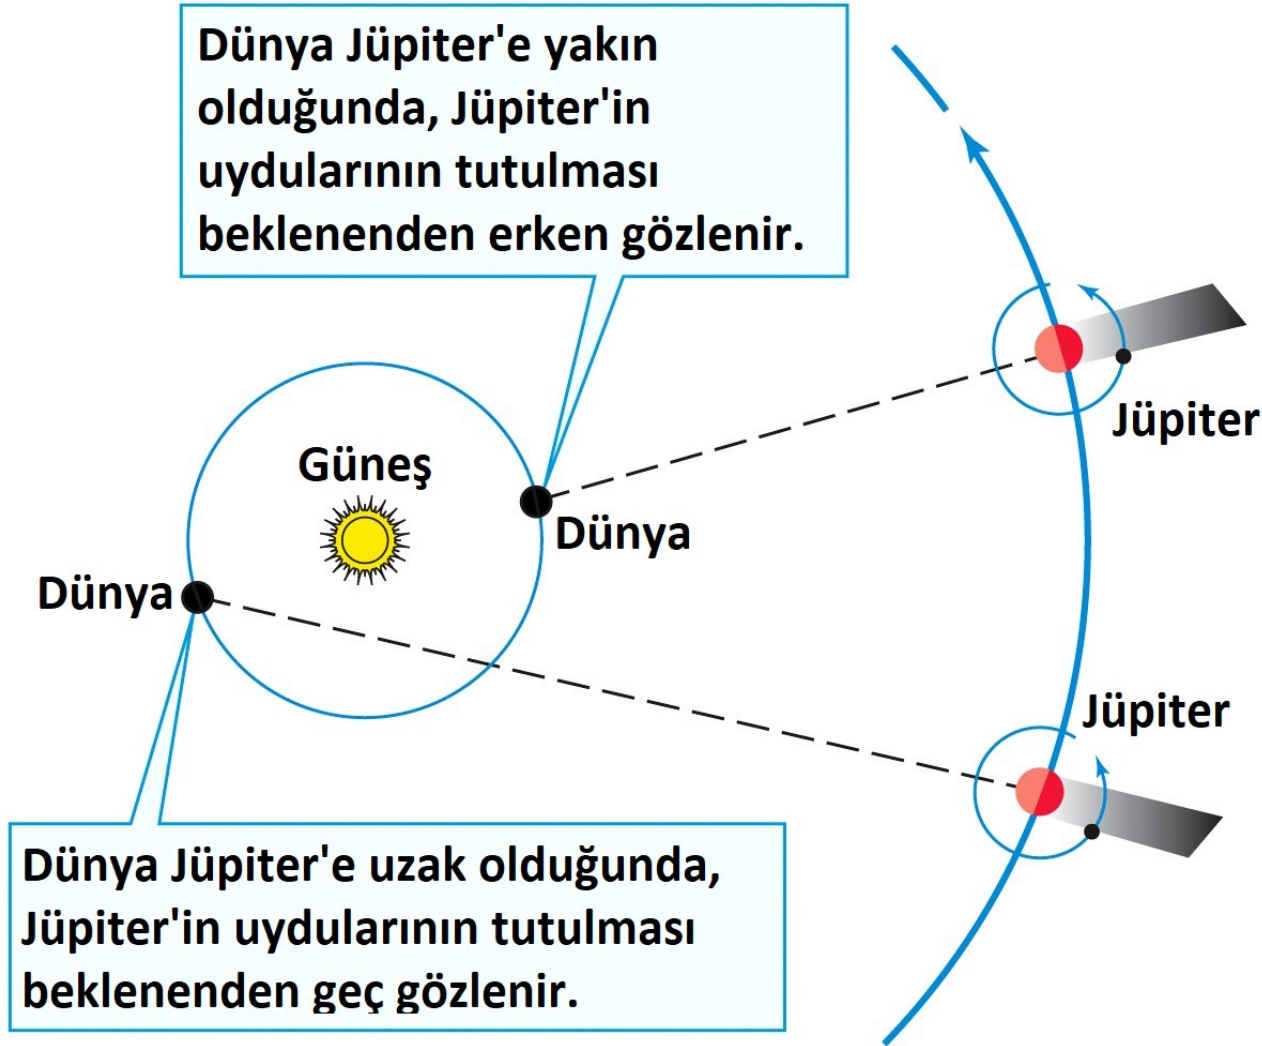 Dünya Jüpiter'e yakın
olduğunda, Jüpiter'in
uydularının tutulması
beklenenden erken gözlenir.
Jüpiter
Güneş
Dünya
Dünya
Jüpiter
Dünya Jüpiter'e uzak olduğunda,
Jüpiter'in uydularının tutulması
beklenenden geç gözlenir.